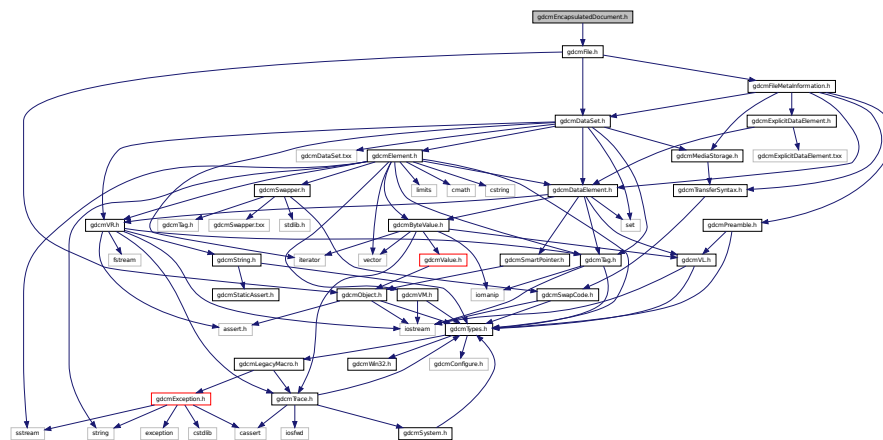 gdcmEncapsulatedDocument.h
gdcmFile.h
gdcmFileMetaInformation.h
gdcmDataSet.h
gdcmExplicitDataElement.h
gdcmDataSet.txx
gdcmElement.h
gdcmMediaStorage.h
gdcmExplicitDataElement.txx
gdcmSwapper.h
limits
cmath
cstring
gdcmDataElement.h
gdcmTransferSyntax.h
gdcmVR.h
gdcmTag.h
gdcmSwapper.txx
stdlib.h
gdcmByteValue.h
set
gdcmPreamble.h
fstream
gdcmString.h
iterator
vector
gdcmValue.h
gdcmSmartPointer.h
gdcmTag.h
gdcmVL.h
gdcmStaticAssert.h
gdcmObject.h
gdcmVM.h
iomanip
gdcmSwapCode.h
assert.h
iostream
gdcmTypes.h
gdcmLegacyMacro.h
gdcmWin32.h
gdcmConfigure.h
gdcmException.h
gdcmTrace.h
sstream
string
exception
cstdlib
cassert
iosfwd
gdcmSystem.h